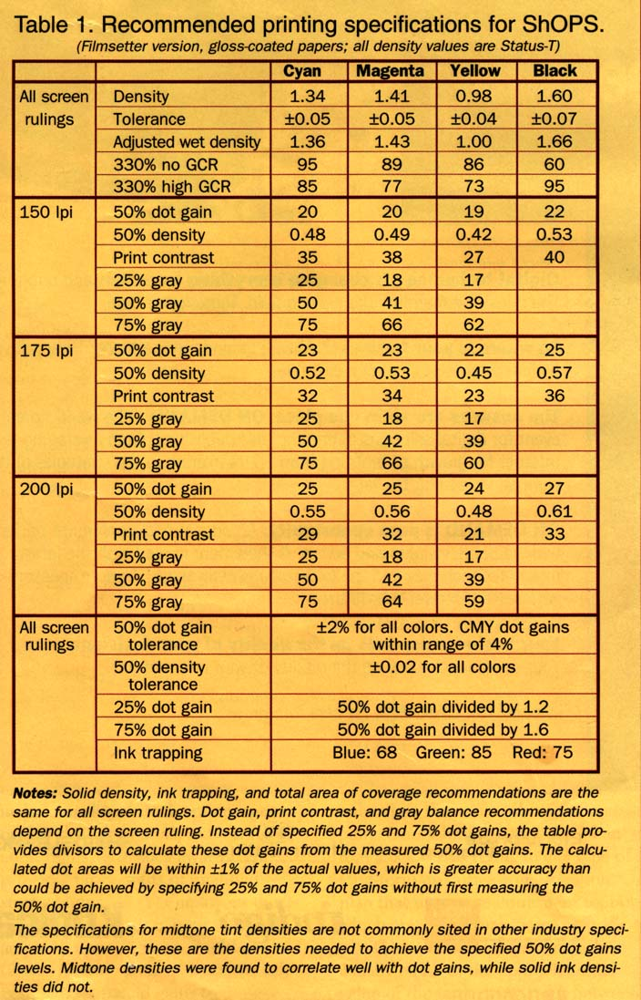 Table 1. Recommended printing specifications for ShOPS.
(Filmsetter version, gloss-coated papers; all density values are Status-T)
Cyan Magenta Yellow Black
All screen rulings Density 1.34 1.41 0.98 1.60
Tolerance ±0.05 ±0.05 ±0.04 ±0.07
Adjusted wet density 1.36 1.43 1.00 1.66
330% no GCR 95 89 86 60
330% high GCR 85 77 73 95
150 lpi 50% dot gain 20 20 19 22
50% density 0.48 0.49 0.42 0.53
Print contrast 35 38 27 40
25% gray 25 18 17
50% gray 50 41 39
75% gray 75 66 62
175 lpi 50% dot gain 23 23 22 25
50% density 0.52 0.53 0.45 0.57
Print contrast 32 34 23 36
25% gray 25 18 17
50% gray 50 42 39
75% gray 75 66 60
200 lpi 50% dot gain 25 25 24 27
50% density 0.55 0.56 0.48 0.61
Print contrast 29 32 21 33
25% gray 25 18 17
50% gray 50 42 39
75% gray 75 64 59
All screen rulings 50% dot gain tolerance ±2% for all colors. CMY dot gains within range of 4%
50% density tolerance ±0.02 for all colors
25% dot gain 50% dot gain divided by 1.2
75% dot gain 50% dot gain divided by 1.6
Ink trapping Blue: 68 Green: 85 Red: 75
Notes: Solid density, ink trapping, and total area of coverage recommendations are the
same for all screen rulings. Dot gain, print contrast, and gray balance recommendations
depend on the screen ruling. Instead of specified 25% and 75% dot gains, the table pro-
vides divisors to calculate these dot gains from the measured 50% dot gains. The calcu-
lated dot areas will be within ±1% of the actual values, which is greater accuracy than
could be achieved by specifying 25% and 75% dot gains without first measuring the
50% dot gain.
The specifications for midtone tint densities are not commonly sited in other industry speci-
fications. However, these are the densities needed to achieve the specified 50% dot gains
levels. Midtone densities were found to correlate well with dot gains, while solid ink densi-
ties did not.